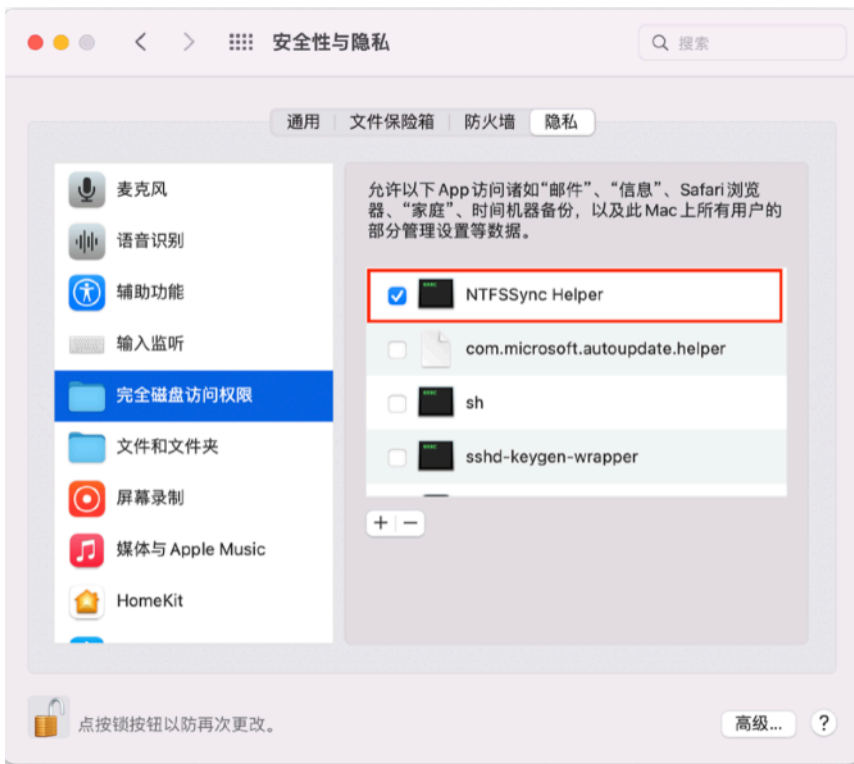 安全性与隐私
搜索
通用
文件保险箱
防火墙
隐私
麦克风
语音识别
辅助功能
输入监听
完全磁盘访问权限
文件和文件夹
屏幕录制
媒体与 Apple Music
HomeKit
允许以下 App 访问诸如“邮件”、“信息”、Safari 浏览
器、“家庭”、时间机器备份，以及此 Mac 上所有用户的
部分管理设置等数据。
NTFSSync Helper
com.microsoft.autoupdate.helper
sh
sshd-keygen-wrapper
点按锁按钮以防再次更改。
高级...
?